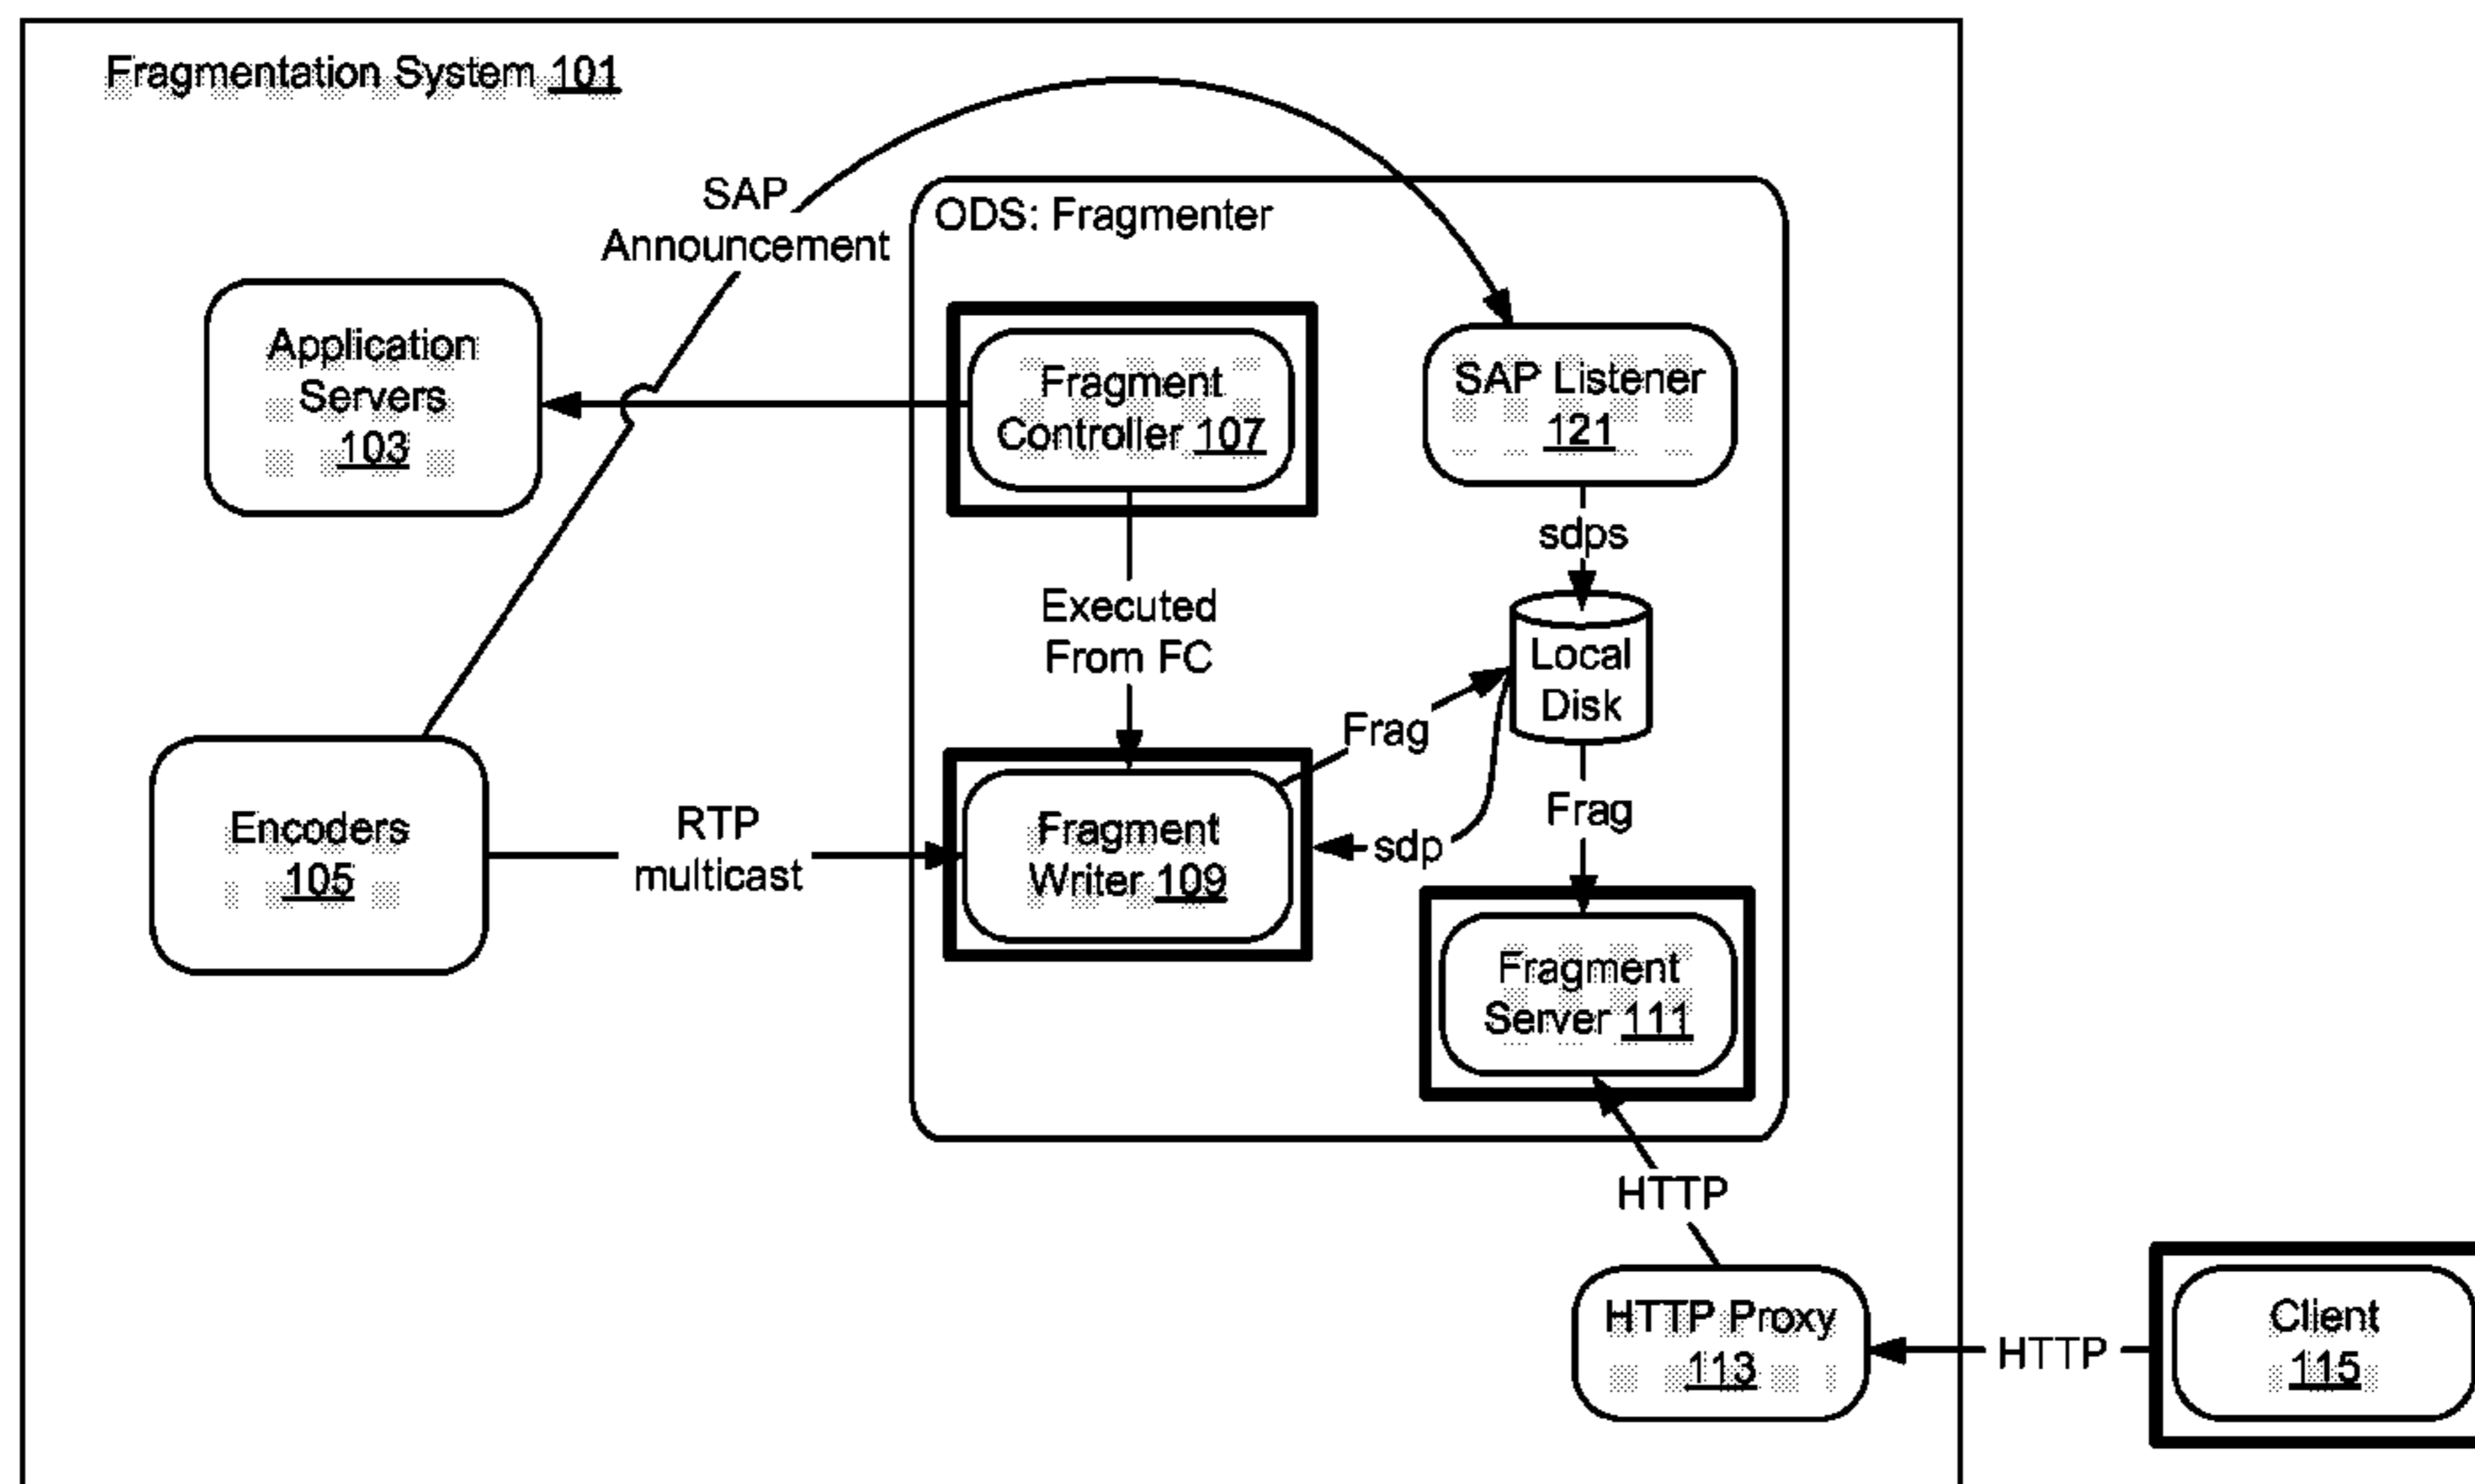 Fragmentation System 101
SAP
Announcement
ODS: Fragmenter
Application
Servers
103
Fragment
Controller 107
SAP Listener
121
sdps
Executed
From FC
Local
Disk
Frag
Encoders
105
RTP
multicast
Fragment
Writer 109
sdp
Frag
Fragment
Server 111
HTTP
HTTP Proxy
113
HTTP
Client
115